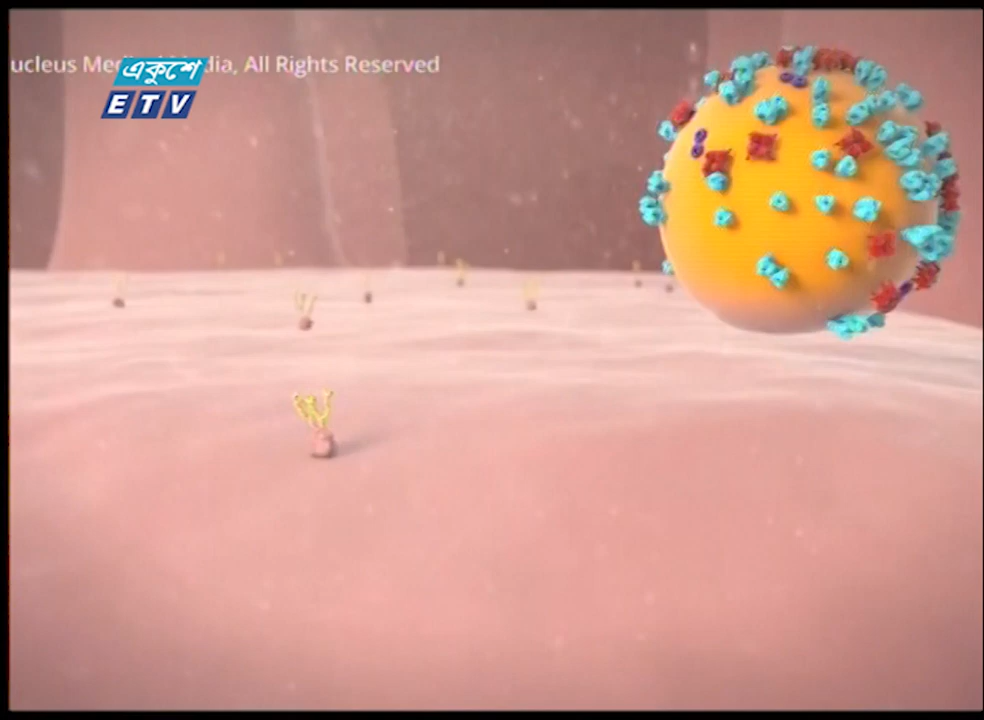 ucleus Me dia, All Rights Reserved
একুশে
ETV